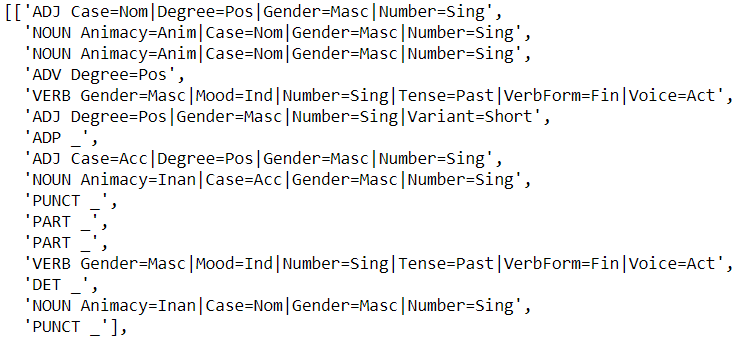 [['ADJ Case=Nom|Degree=Pos|Gender=Masc|Number=Sing',
'NOUN Animacy=Anim|Case=Nom|Gender=Masc|Number=Sing',
'NOUN Animacy=Anim|Case=Nom|Gender=Masc|Number=Sing',
'ADV Degree=Pos',
'VERB Gender=Masc|Mood=Ind|Number=Sing|Tense=Past|VerbForm=Fin|Voice=Act',
'ADJ Degree=Pos|Gender=Masc|Number=Sing|Variant=Short',
'ADP _',
'ADJ Case=Acc|Degree=Pos|Gender=Masc|Number=Sing',
'NOUN Animacy=Inan|Case=Acc|Gender=Masc|Number=Sing',
'PUNCT _',
'PART _',
'PART _',
'VERB Gender=Masc|Mood=Ind|Number=Sing|Tense=Past|VerbForm=Fin|Voice=Act',
'DET _',
'NOUN Animacy=Inan|Case=Nom|Gender=Masc|Number=Sing',
'PUNCT _'],